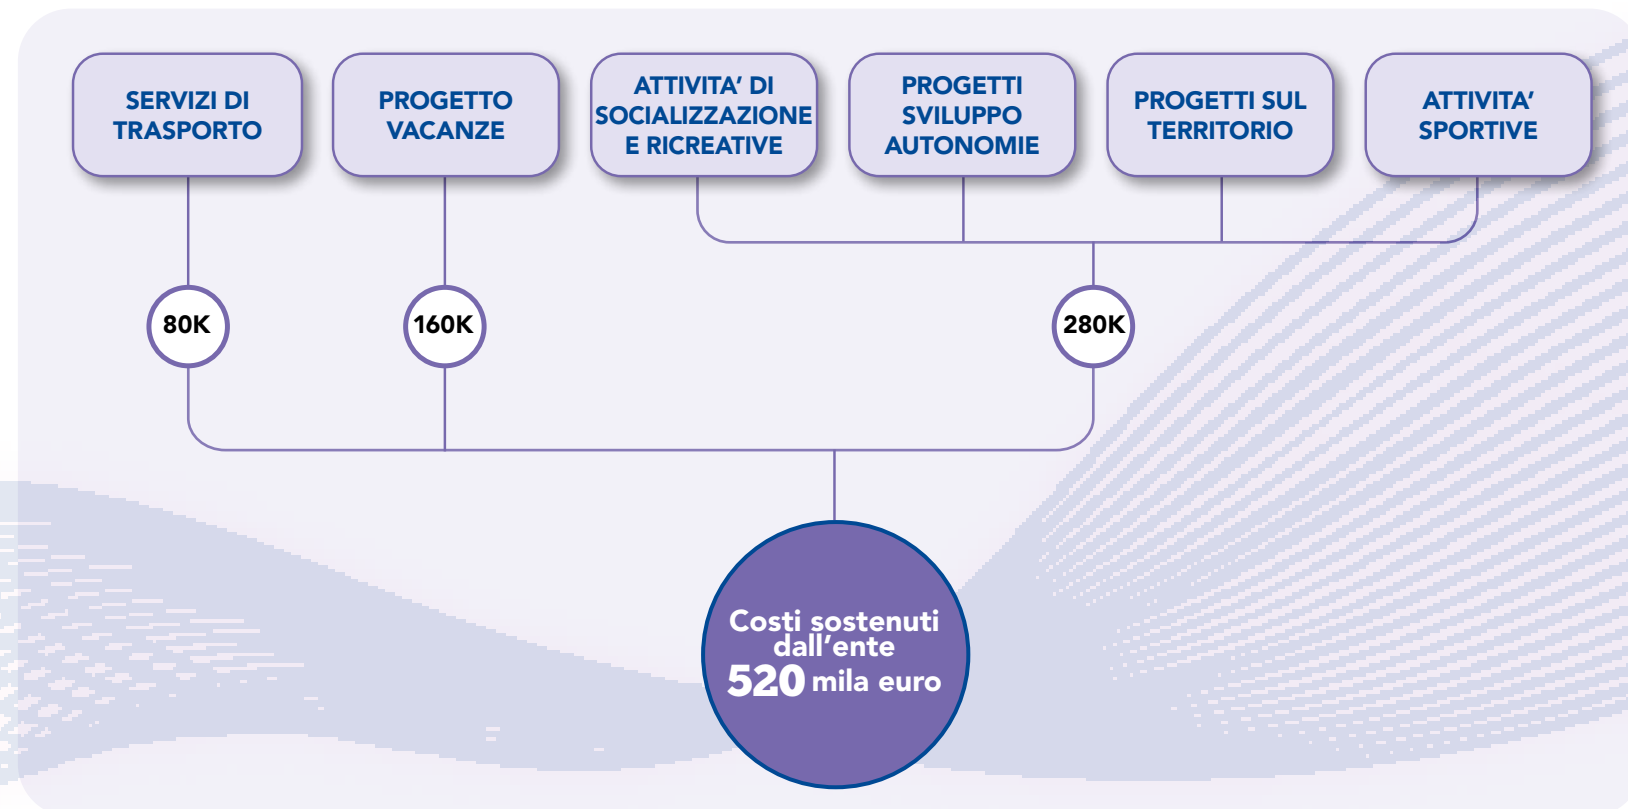 SERVIZI DI
TRASPORTO
PROGETTO
VACANZE
ATTIVITA’ DI
SOCIALIZZAZIONE
E RICREATIVE
PROGETTI
SVILUPPO
AUTONOMIE
PROGETTI SUL
TERRITORIO
ATTIVITA’
SPORTIVE
80K
160K
280K
Costi sostenuti
dall’ente
520 mila euro